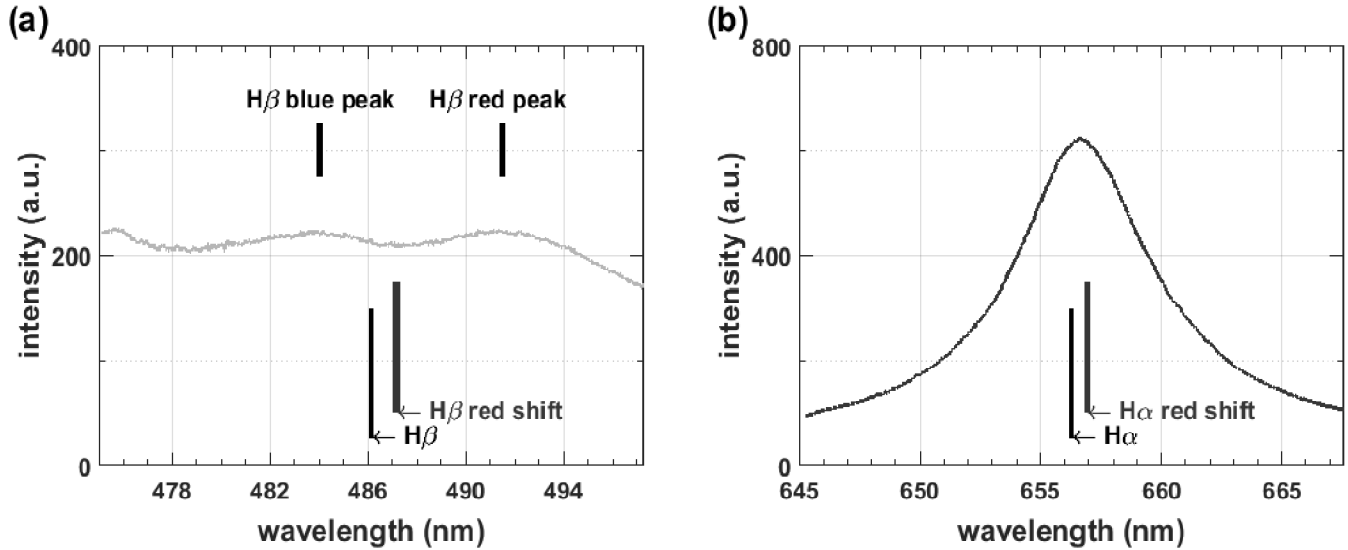 (a)
400
200
0
intensity (a.u.)
Hβ blue peak
Hβ red peak
← Hβ red shift
← Hβ
478
482
486
490
494
wavelength (nm)
(b)
800
400
0
intensity (a.u.)
← Hα red shift
← Hα
645
650
655
660
665
wavelength (nm)